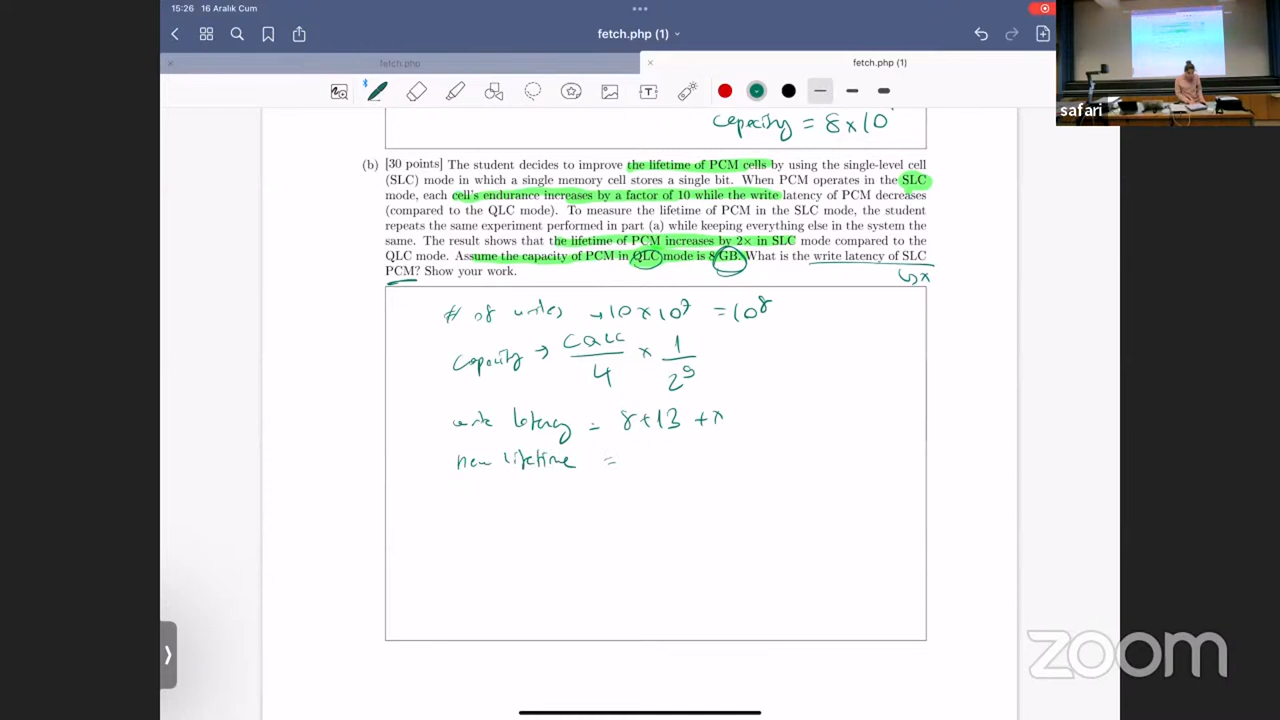 15:26 16 Aralık Cum
fetch.php (1)
fetch.php
fetch.php (1)
safari
capacity = 8 x 10
(b) [30 points] The student decides to improve the lifetime of PCM cells by using the single-level cell
(SLC) mode in which a single memory cell stores a single bit. When PCM operates in the SLC
mode, each cell's endurance increases by a factor of 10 while the write latency of PCM decreases
(compared to the QLC mode). To measure the lifetime of PCM in the SLC mode, the student
repeats the same experiment performed in part (a) while keeping everything else in the system the
same. The result shows that the lifetime of PCM increases by 2× in SLC mode compared to the
QLC mode. Assume the capacity of PCM in QLC mode is 8 GB. What is the write latency of SLC
PCM? Show your work.
↳x
# of writes → 10 x 10⁷ = 10⁸
capacity → CQLC/4 x 1/2⁹
write latency = 8+13 +x
new lifetime =
zoom